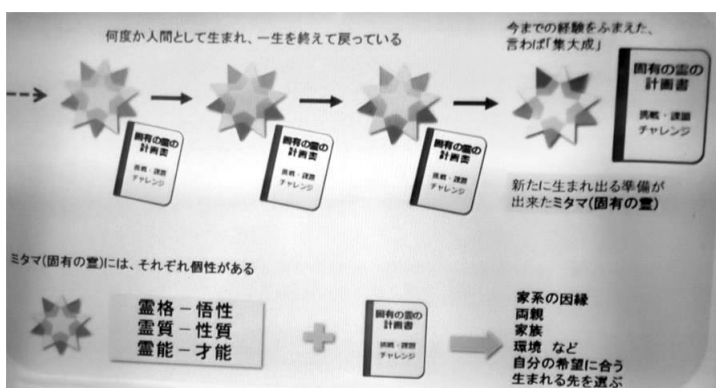 何度か人間として生まれ、一生を終えて戻っている
今までの経験をふまえた、
言わば「集大成」
固有の霊の
計画書
挑戦・課題
チャレンジ
固有の霊の
計画書
挑戦・課題
チャレンジ
固有の霊の
計画書
挑戦・課題
チャレンジ
固有の霊の
計画書
挑戦・課題
チャレンジ
新たに生まれ出る準備が
出来たミタマ(固有の霊)
ミタマ(固有の霊)には、それぞれ個性がある
霊格－悟性
霊質－性質
霊能－才能
固有の霊の
計画書
挑戦・課題
チャレンジ
家系の因縁
両親
家族
環境 など
自分の希望に合う
生まれる先を選ぶ